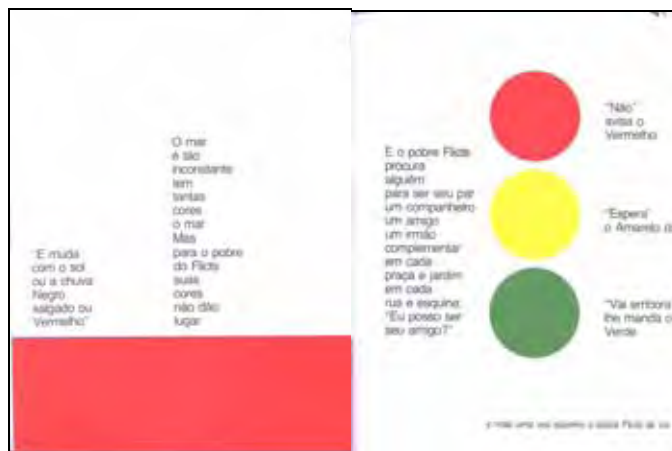 "E muda
com o sol
ou a chuva
Negro
salgado ou
Vermelho"
O mar
é tão
inconstante
tem
tantas
cores
o mar
Mas
para o pobre
do Flicts
suas
cores
não dão
lugar
E o pobre Flicts
procura
alguém
para ser seu par
um companheiro
um amigo
um irmão
complementar
em cada
praça e jardim
em cada
rua e esquina:
"Eu posso ser
seu amigo?"
"Não"
avisa o
Vermelho
"Espera"
o Amarelo
"Vai embora
lhe manda o
Verde
e mais uma vez